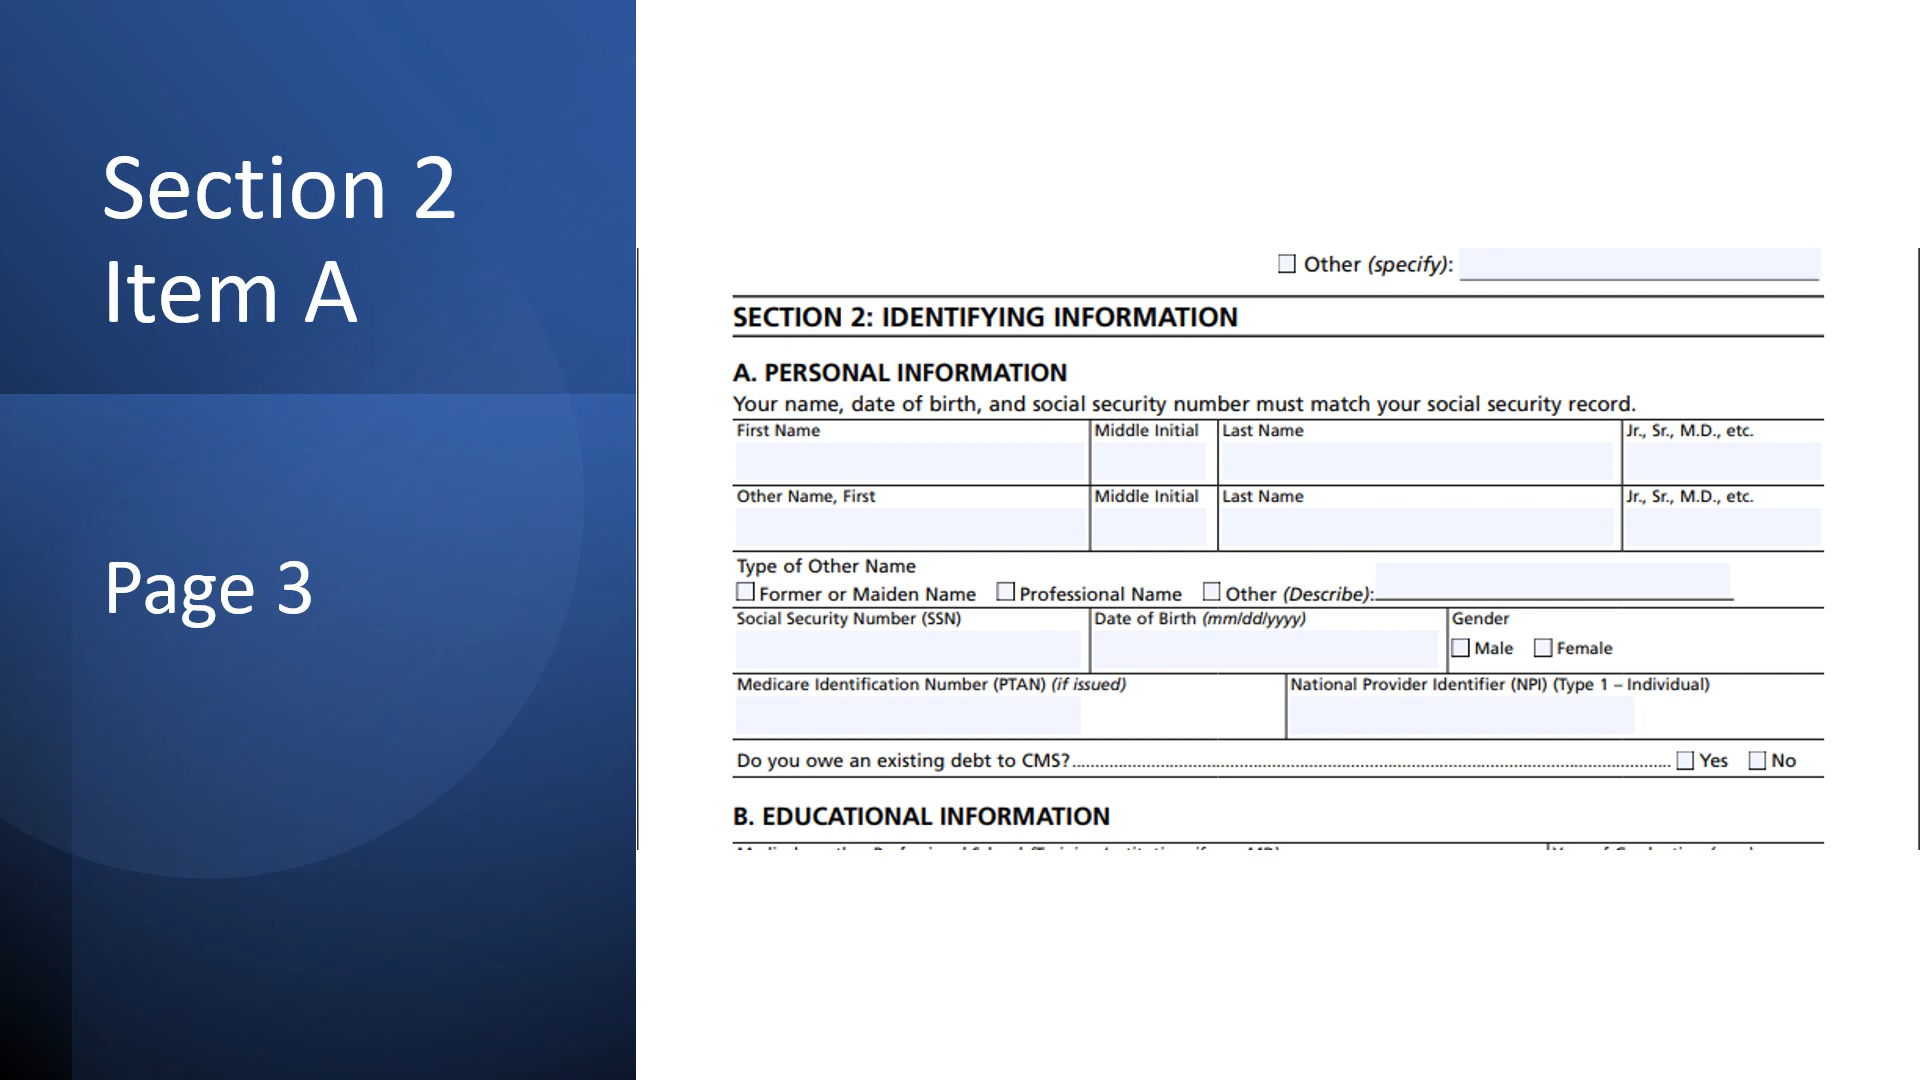 Section 2
Item A
Page 3
Other (specify):
SECTION 2: IDENTIFYING INFORMATION
A. PERSONAL INFORMATION
Your name, date of birth, and social security number must match your social security record.
First Name Middle Initial Last Name Jr., Sr., M.D., etc.
Other Name, First Middle Initial Last Name Jr., Sr., M.D., etc.
Type of Other Name
Former or Maiden Name Professional Name Other (Describe):
Social Security Number (SSN) Date of Birth (mm/dd/yyyy) Gender
Male Female
Medicare Identification Number (PTAN) (if issued) National Provider Identifier (NPI) (Type 1 – Individual)
Do you owe an existing debt to CMS? Yes No
B. EDUCATIONAL INFORMATION